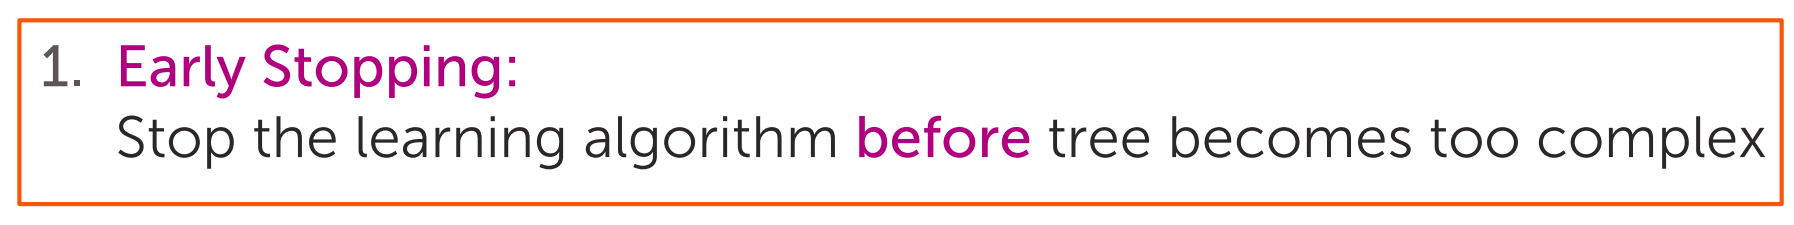 1. Early Stopping:
Stop the learning algorithm before tree becomes too complex